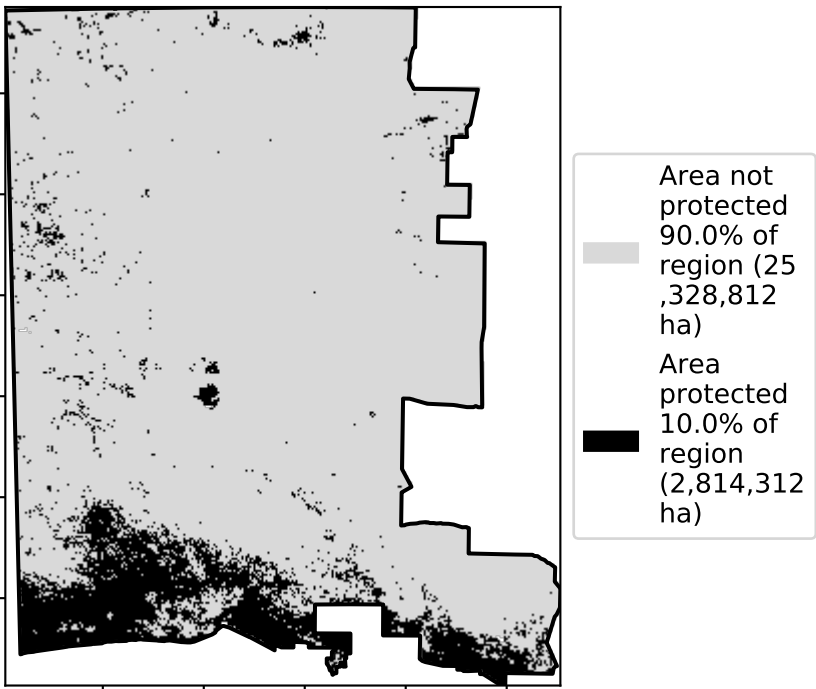 Area not
protected
90.0% of
region (25
,328,812
ha)
Area
protected
10.0% of
region
(2,814,312
ha)